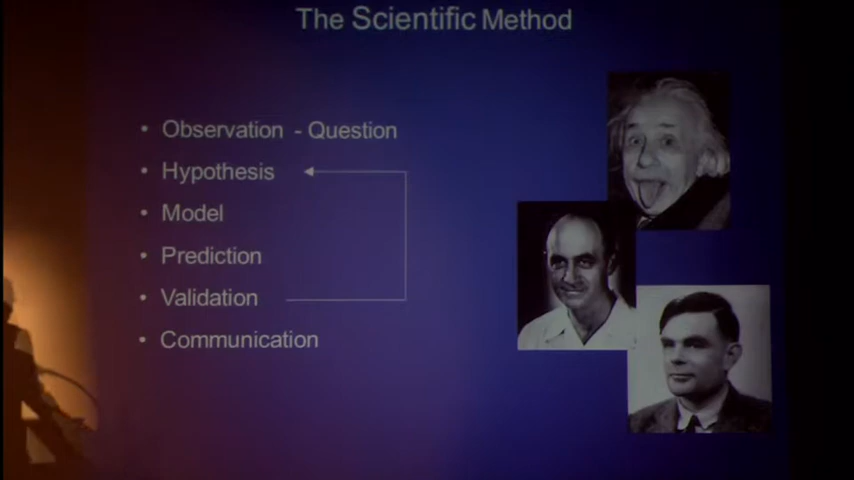 The Scientific Method
• Observation - Question
• Hypothesis
• Model
• Prediction
• Validation
• Communication